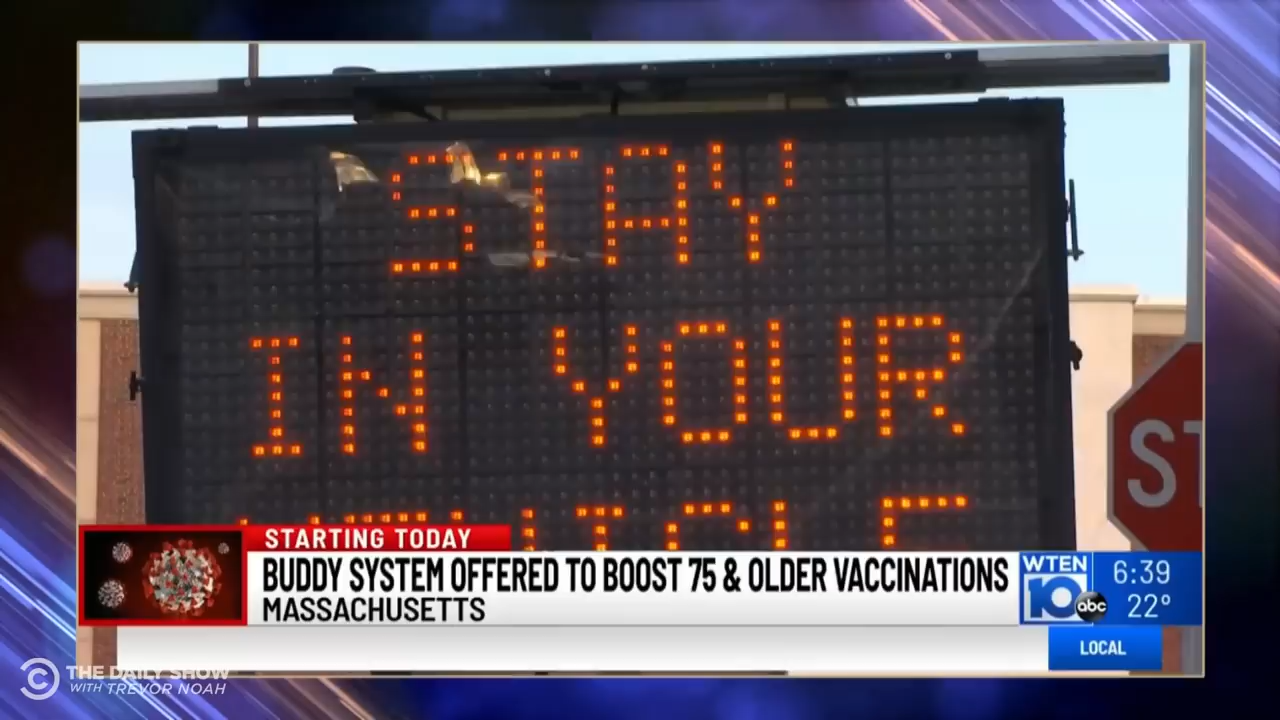 STAY
IN YOUR
VEHICLE
ST
STARTING TODAY
BUDDY SYSTEM OFFERED TO BOOST 75 & OLDER VACCINATIONS
MASSACHUSETTS
WTEN
10
abc
6:39
22°
LOCAL
THE DAILY SHOW
WITH TREVOR NOAH